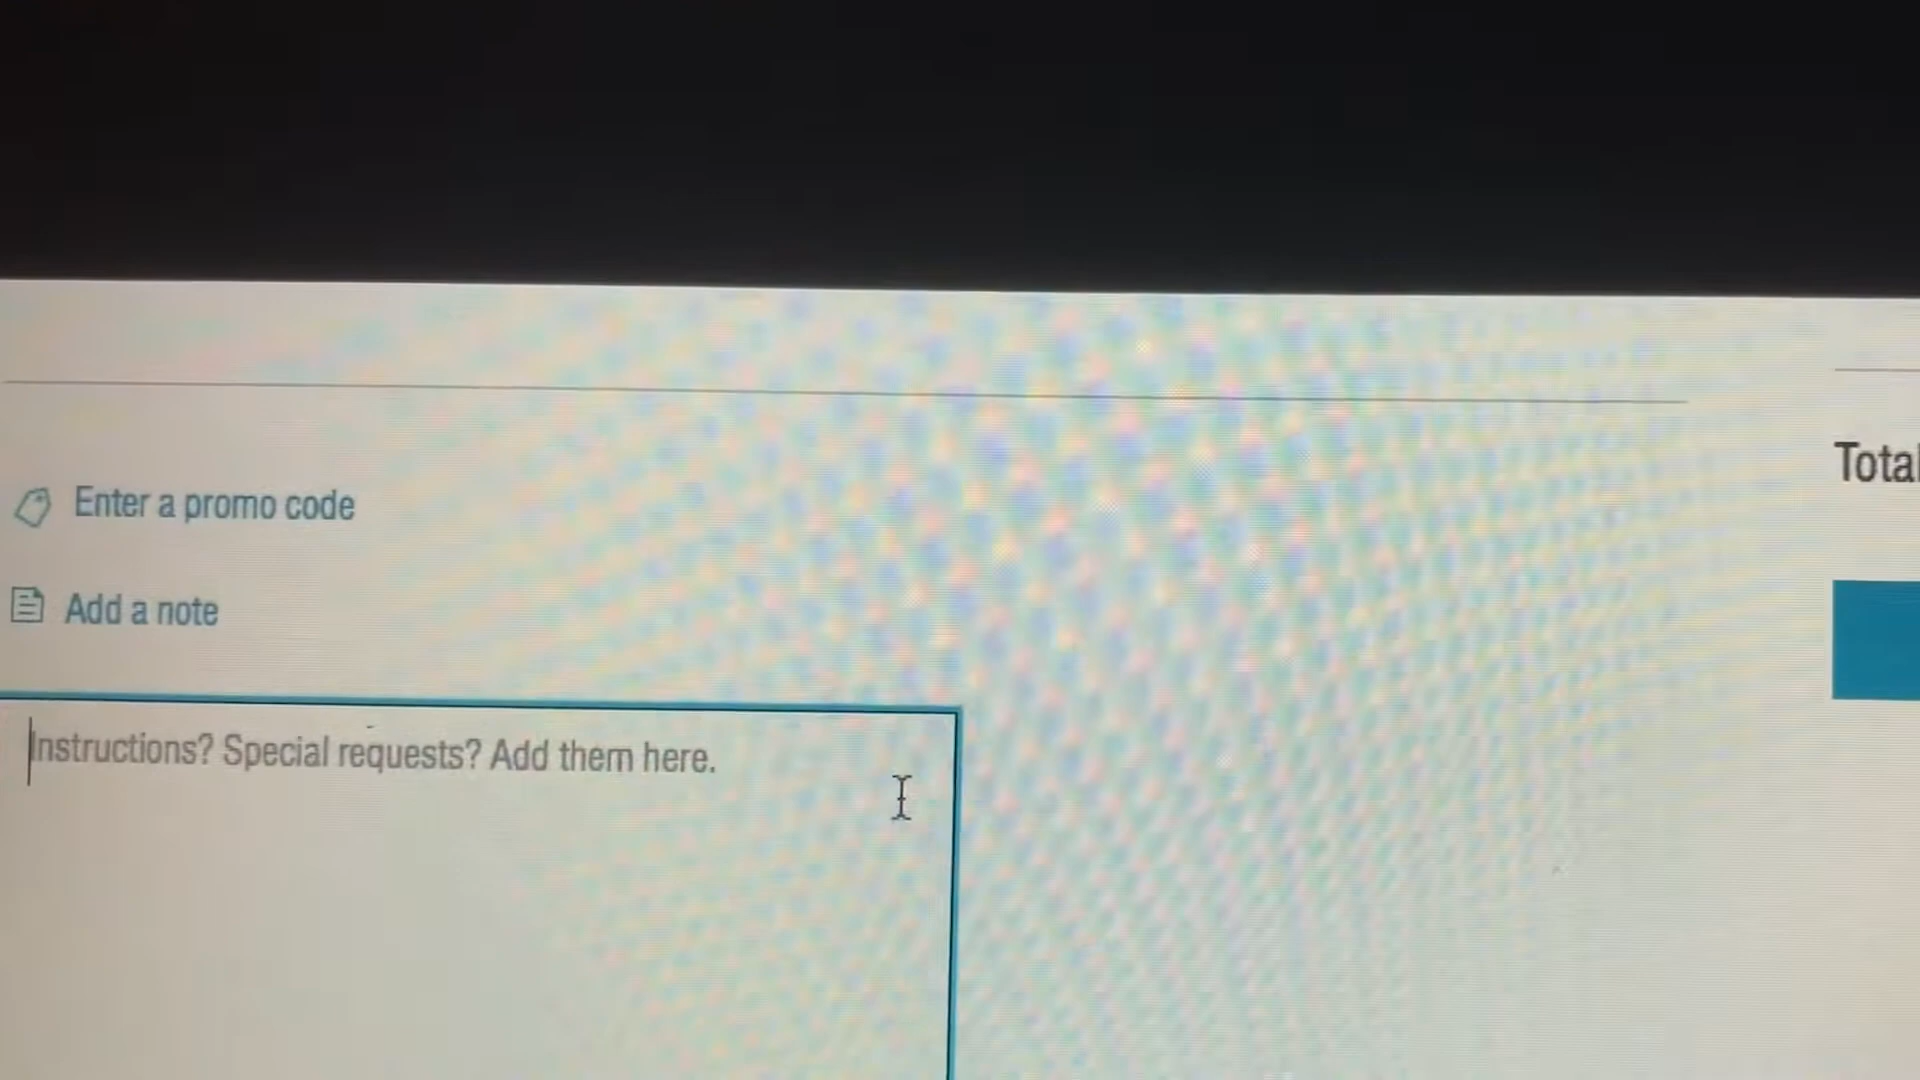 Enter a promo code
Total
Add a note
Instructions? Special requests? Add them here.